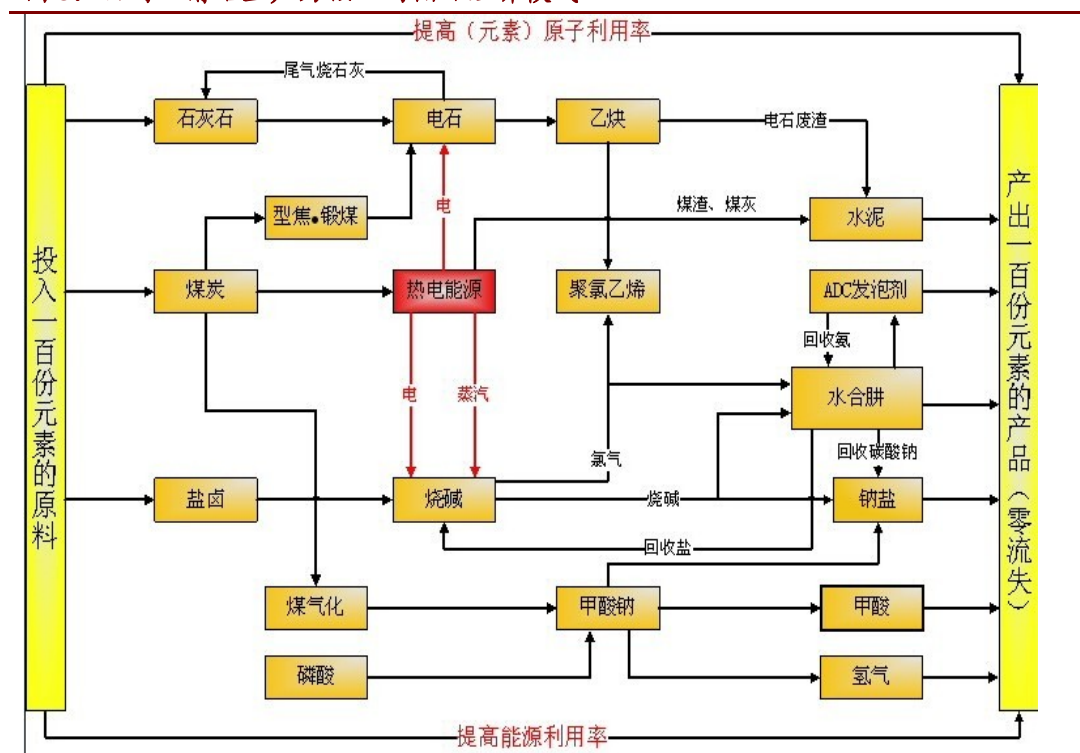 提高（元素）原子利用率
尾气烧石灰
石灰石
电石
乙炔
电石废渣
型焦•锻煤
电
煤渣、煤灰
水泥
煤炭
热电能源
聚氯乙烯
ADC发泡剂
回收氨
水合肼
电
蒸汽
氯气
回收碳酸钠
盐卤
烧碱
烧碱
钠盐
回收盐
煤气化
甲酸钠
甲酸
磷酸
氢气
提高能源利用率
投入一百份元素的原料
产出一百份元素的产品（零流失）